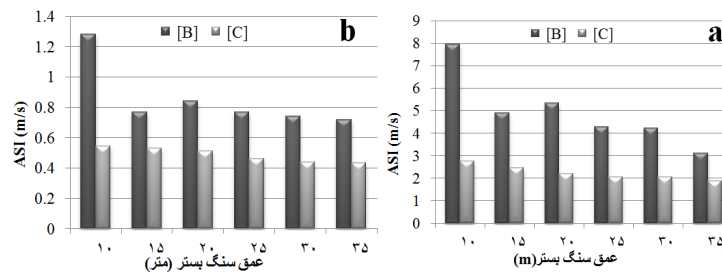 b
[B] [C]
ASI (m/s)
1.4
1.2
1
0.8
0.6
0.4
0.2
0
۱۰ ۱۵ ۲۰ ۲۵ ۳۰ ۳۵
عمق سنگ بستر (متر)
a
[B] [C]
ASI (m/s)
9
8
7
6
5
4
3
2
1
0
۱۰ ۱۵ ۲۰ ۲۵ ۳۰ ۳۵
عمق سنگ بستر(m)